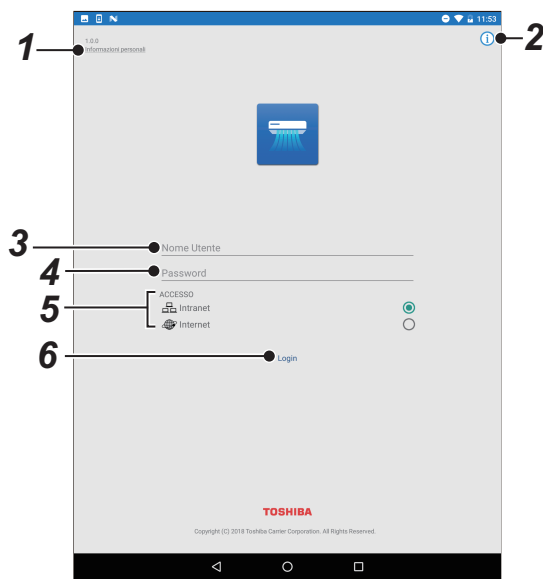 11:53
1
1.0.0
Informazioni personali
2
3
Nome Utente
4
Password
5
ACCESSO
Intranet
Internet
6
Login
TOSHIBA
Copyright (C) 2018 Toshiba Carrier Corporation. All Rights Reserved.